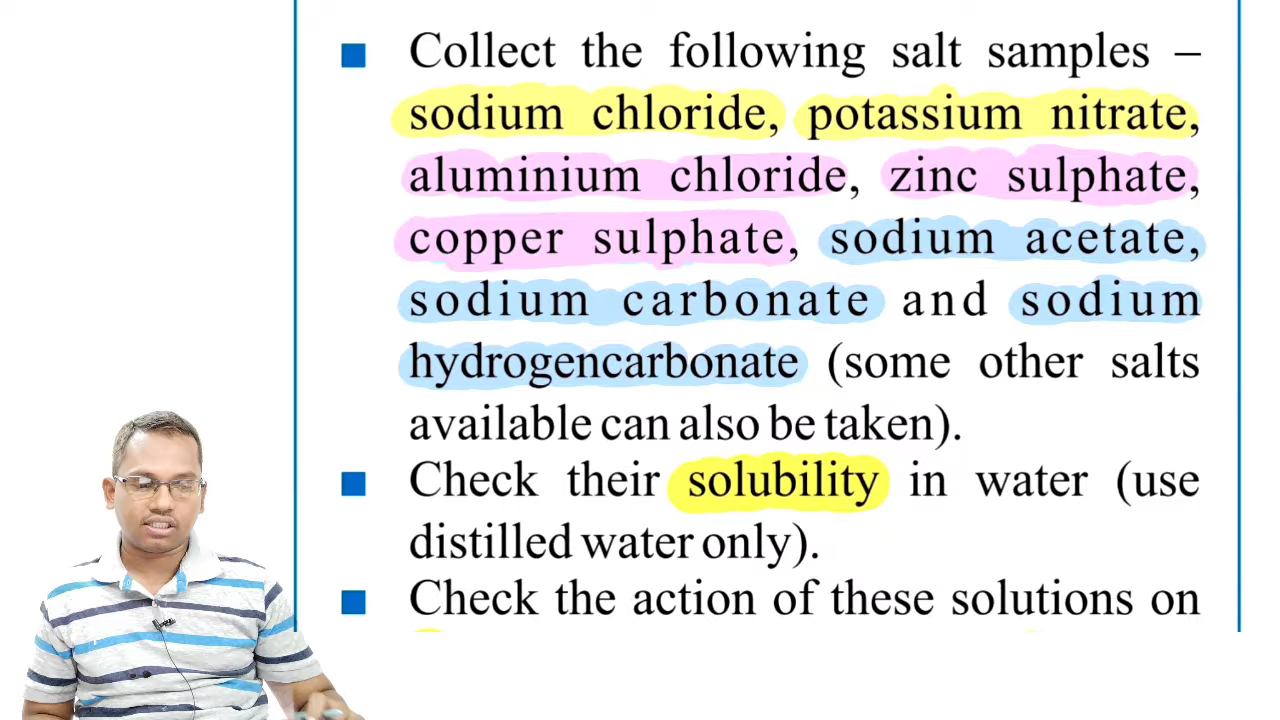 Collect the following salt samples –
sodium chloride, potassium nitrate,
aluminium chloride, zinc sulphate,
copper sulphate, sodium acetate,
sodium carbonate and sodium
hydrogencarbonate (some other salts
available can also be taken).
Check their solubility in water (use
distilled water only).
Check the action of these solutions on